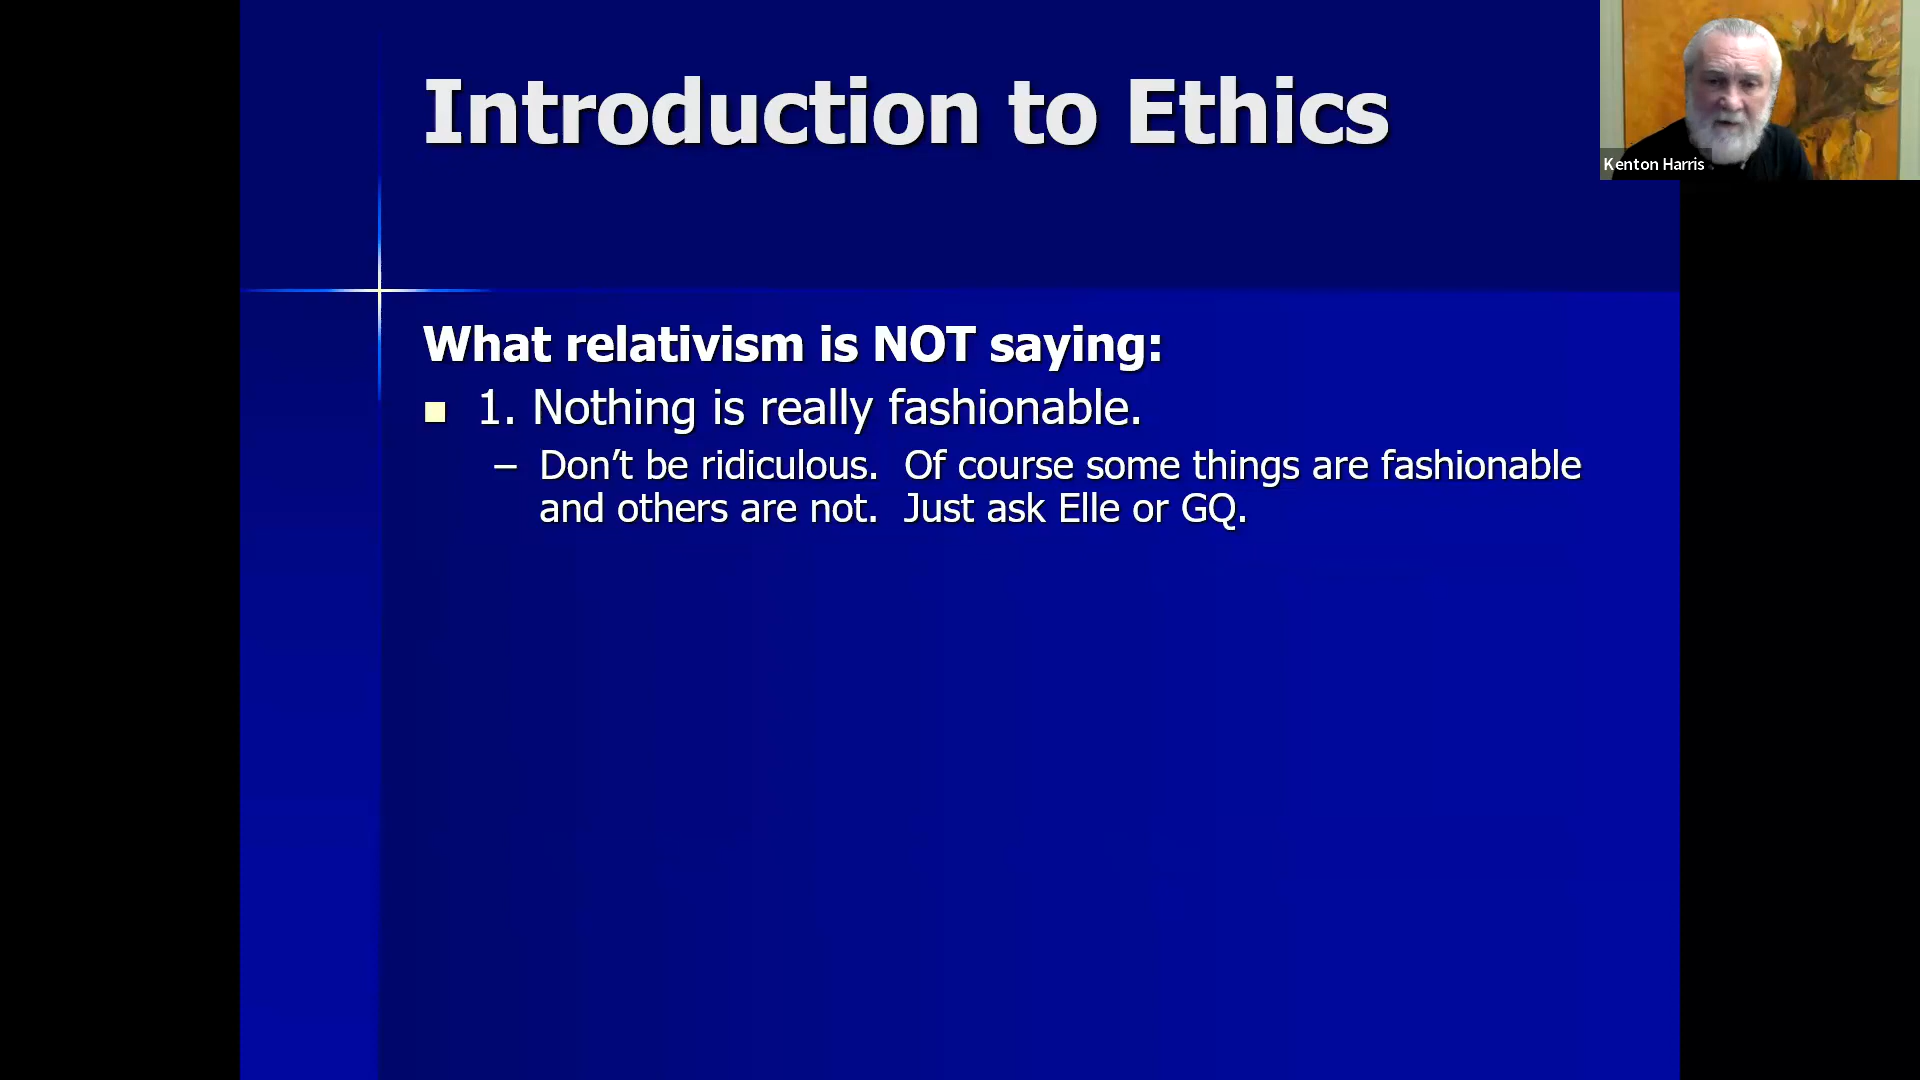 Introduction to Ethics
Kenton Harris
What relativism is NOT saying:
1. Nothing is really fashionable.
– Don’t be ridiculous.  Of course some things are fashionable
and others are not.  Just ask Elle or GQ.